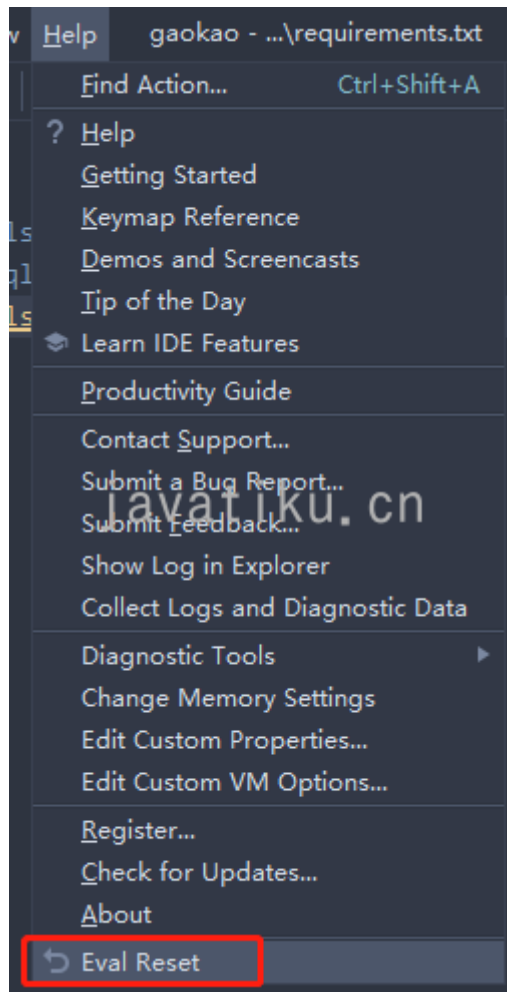 w Help gaokao - ...\requirements.txt
Find Action... Ctrl+Shift+A
? Help
Getting Started
ls Keymap Reference
ql Demos and Screencasts
ls Tip of the Day
Learn IDE Features
Productivity Guide
Contact Support...
Submit a Bug Report...
javatiku.cn
Submit Feedback...
Show Log in Explorer
Collect Logs and Diagnostic Data
Diagnostic Tools
Change Memory Settings
Edit Custom Properties...
Edit Custom VM Options...
Register...
Check for Updates...
About
Eval Reset